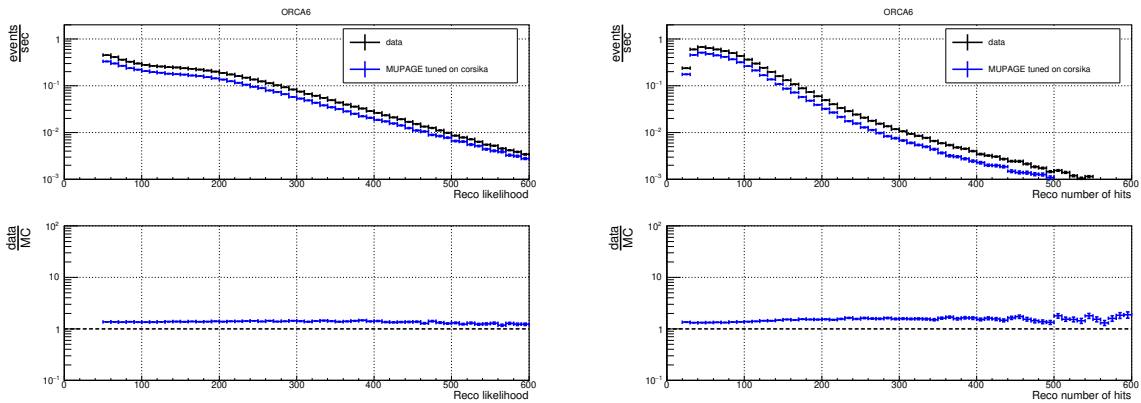 ORCA6
events
sec
1
10⁻¹
10⁻²
10⁻³
data
MUPAGE tuned on corsika
0 100 200 300 400 500 600
Reco likelihood
data
MC
10²
10
1
10⁻¹
0 100 200 300 400 500 600
Reco likelihood
ORCA6
events
sec
1
10⁻¹
10⁻²
10⁻³
data
MUPAGE tuned on corsika
0 100 200 300 400 500 600
Reco number of hits
data
MC
10²
10
1
10⁻¹
0 100 200 300 400 500 600
Reco number of hits